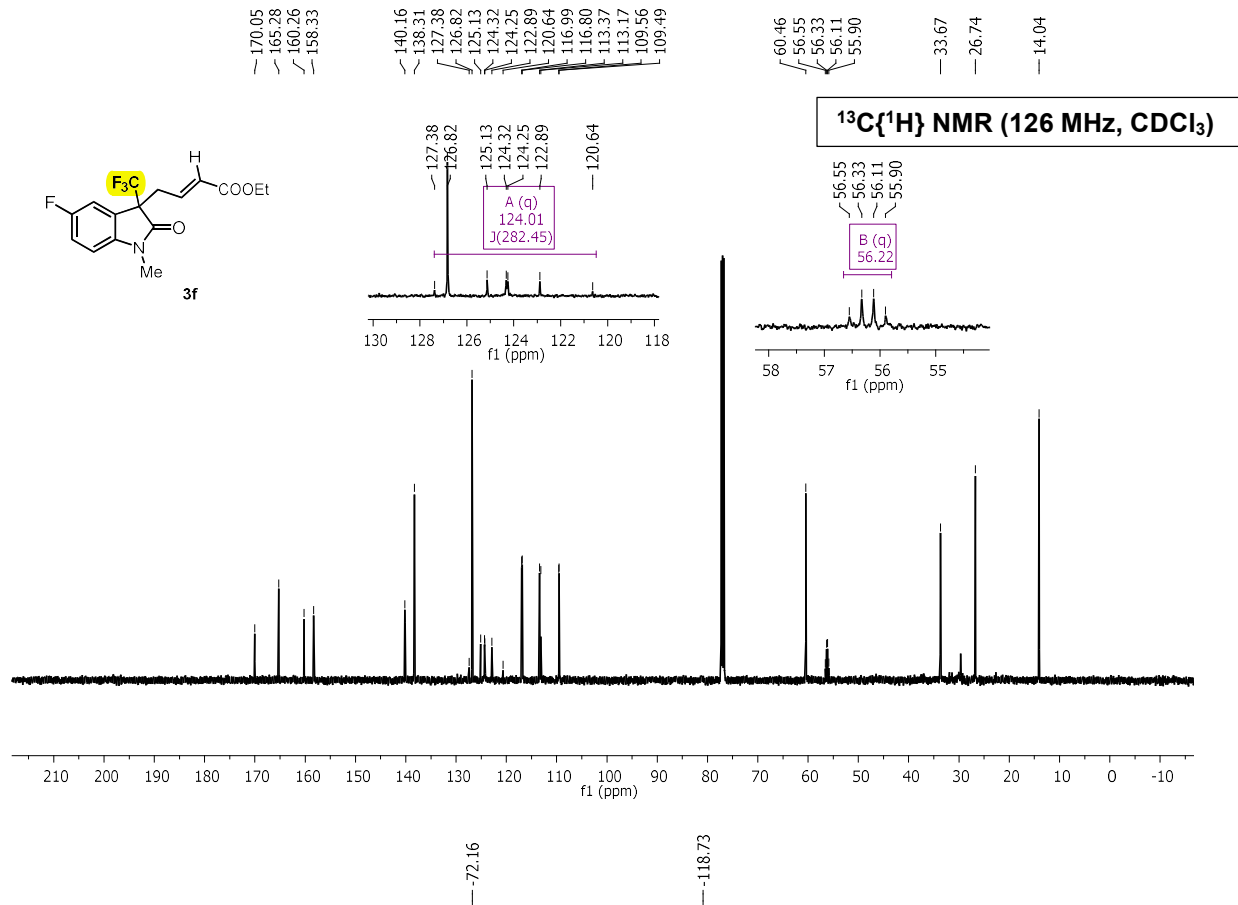 170.05
165.28
160.26
158.33
140.16
138.31
127.38
126.82
125.13
124.32
124.25
122.89
120.64
116.99
116.80
113.37
113.17
109.56
109.49
60.46
56.55
56.33
56.11
55.90
33.67
26.74
14.04
¹³C{¹H} NMR (126 MHz, CDCl₃)
127.38
126.82
125.13
124.32
124.25
122.89
120.64
A (q)
124.01
J(282.45)
130 128 126 124 122 120 118
f1 (ppm)
56.55
56.33
56.11
55.90
B (q)
56.22
58 57 56 55
f1 (ppm)
H
F₃C
COOEt
F
O
N
Me
3f
210 200 190 180 170 160 150 140 130 120 110 100 90 80 70 60 50 40 30 20 10 0 -10
f1 (ppm)
-72.16
-118.73